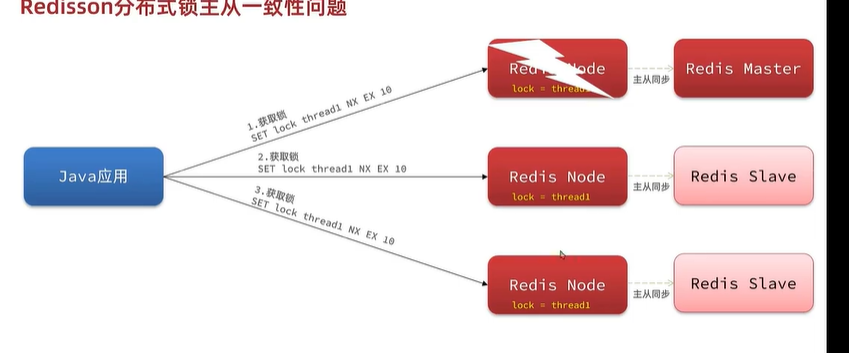 Redisson分布式锁主从一致性问题
1.获取锁
SET lock thread1 NX EX 10
2.获取锁
SET lock thread1 NX EX 10
3.获取锁
SET lock thread1 NX EX 10
Java应用
Redis Node
lock = thread1
主从同步
Redis Master
Redis Node
lock = thread1
主从同步
Redis Slave
Redis Node
lock = thread1
主从同步
Redis Slave